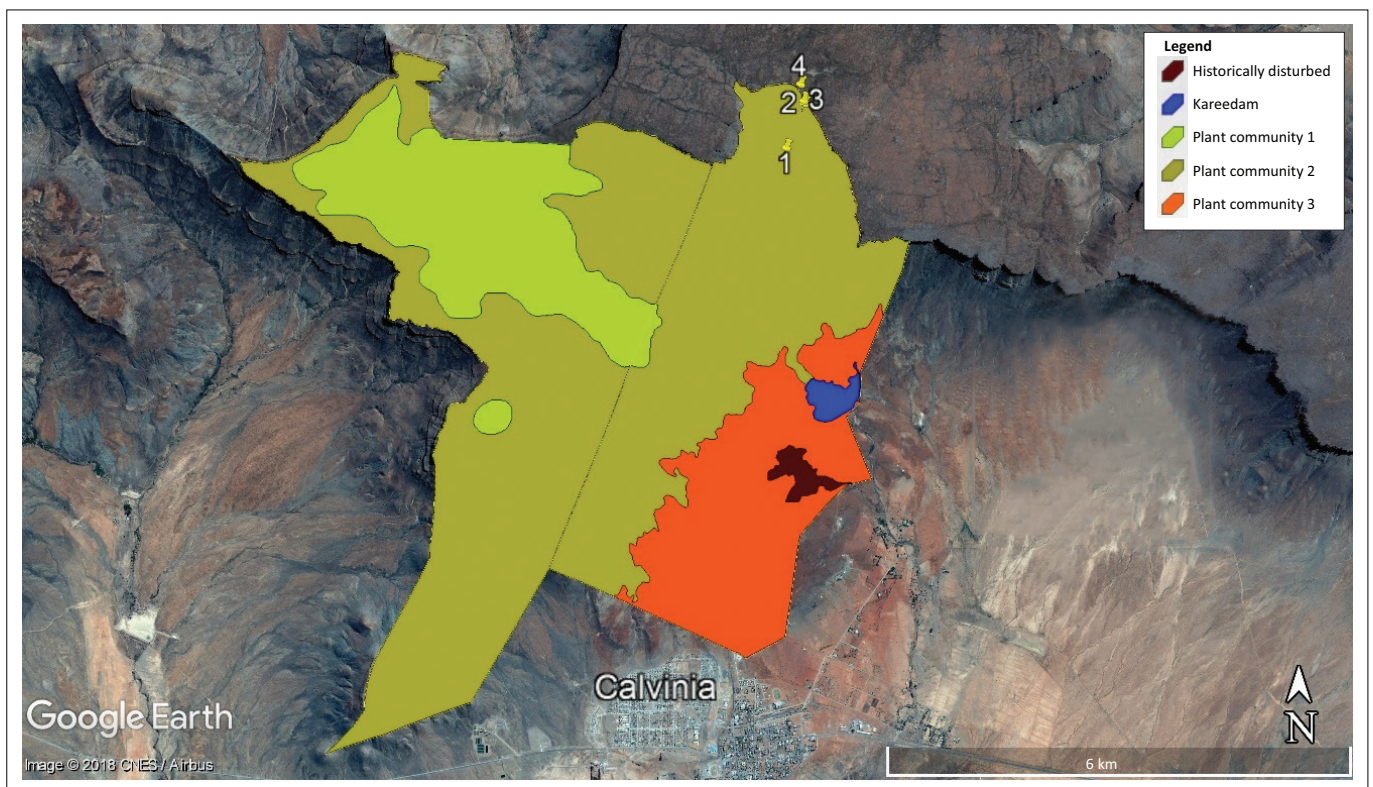 Legend
Historically disturbed
Kareedam
Plant community 1
Plant community 2
Plant community 3
4
2 3
1
Calvinia
Google Earth
N
Image © 2018 CNES / Airbus
6 km